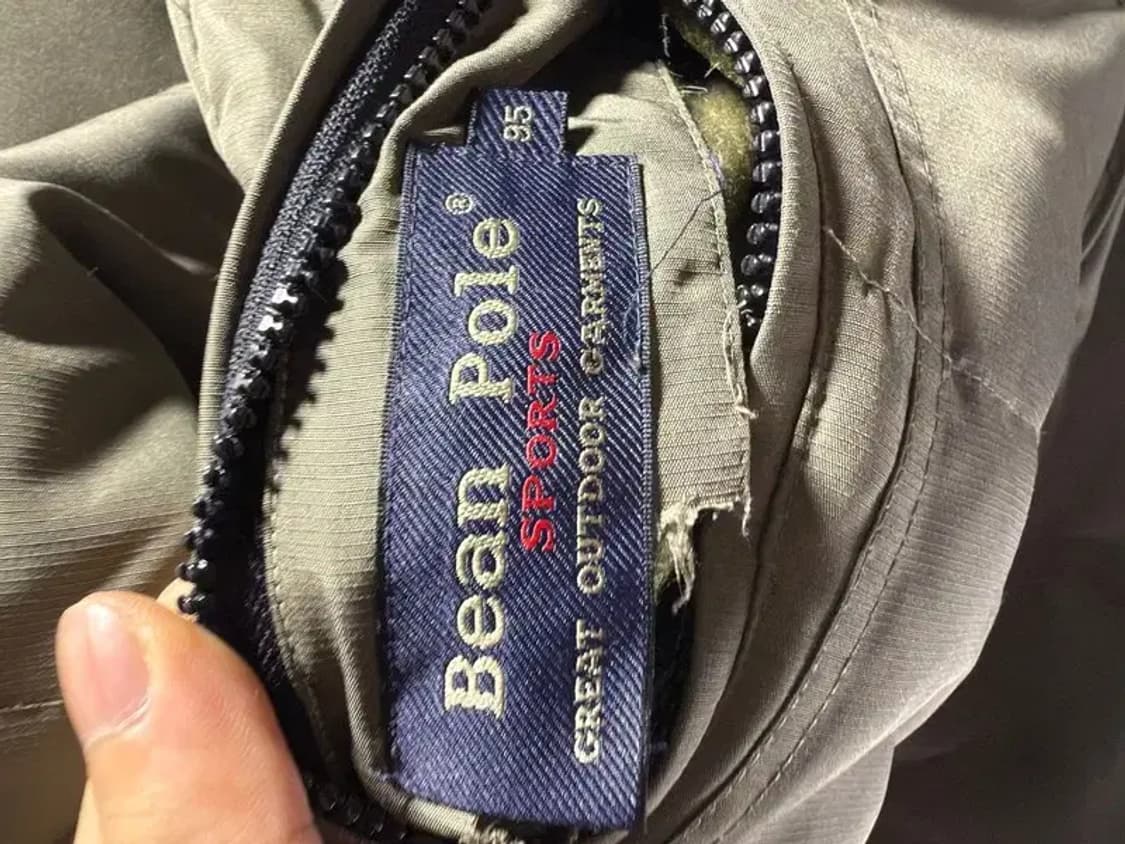 95
Bean Pole®
SPORTS
GREAT OUTDOOR GARMENTS